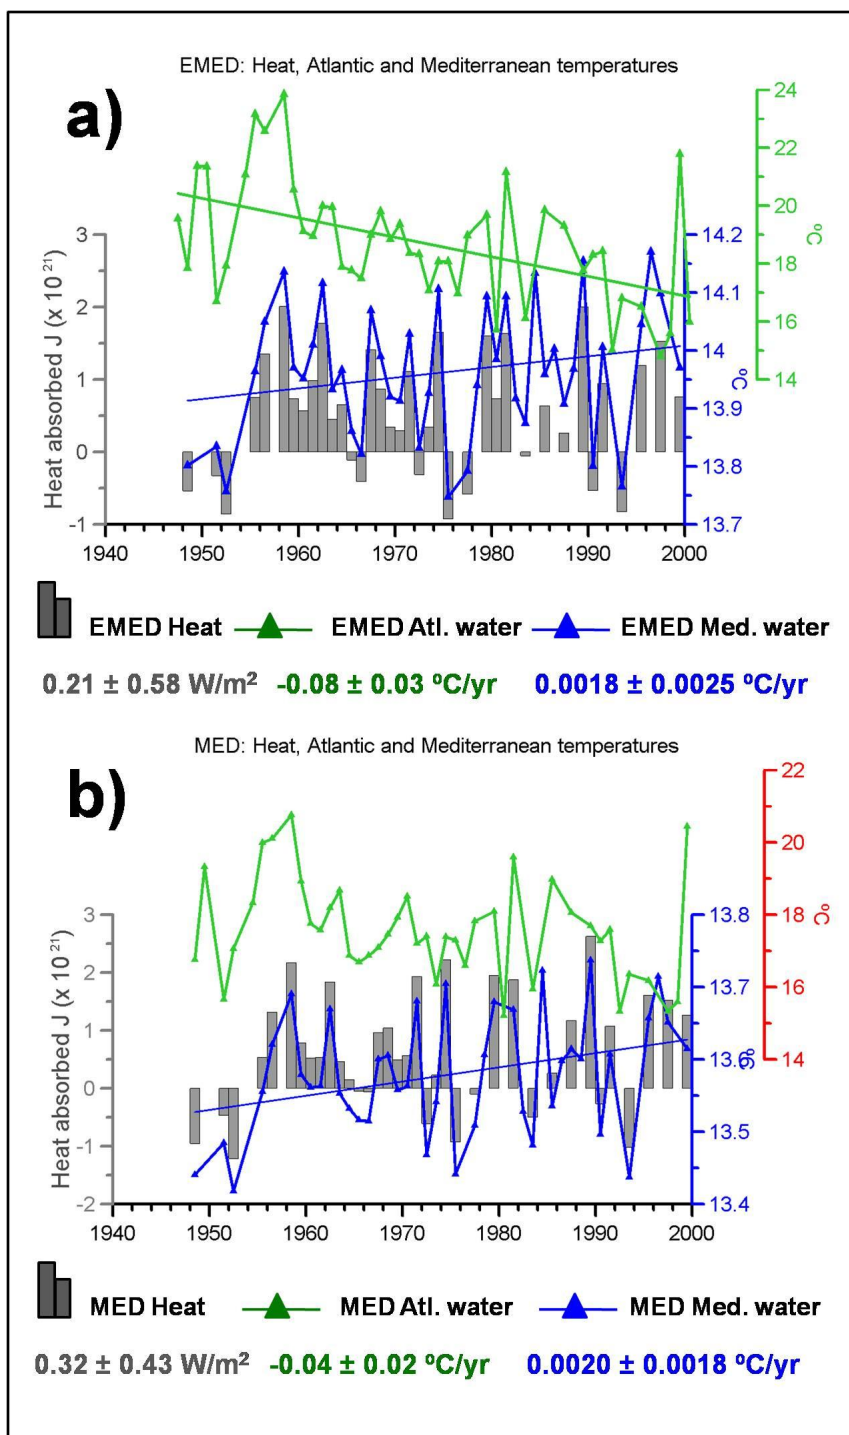 EMED: Heat, Atlantic and Mediterranean temperatures
a)
24
22
20
18
16
14
ºC
3
2
1
0
-1
Heat absorbed J (x 10 21)
14.2
14.1
14
13.9
13.8
13.7
ºC
1940 1950 1960 1970 1980 1990 2000
EMED Heat EMED Atl. water EMED Med. water
0.21 ± 0.58 W/m² -0.08 ± 0.03 ºC/yr 0.0018 ± 0.0025 ºC/yr
MED: Heat, Atlantic and Mediterranean temperatures
b)
22
20
18
16
14
ºC
3
2
1
0
-1
-2
Heat absorbed J (x 10 21)
13.8
13.7
13.6
13.5
13.4
ºC
1940 1950 1960 1970 1980 1990 2000
MED Heat MED Atl. water MED Med. water
0.32 ± 0.43 W/m² -0.04 ± 0.02 ºC/yr 0.0020 ± 0.0018 ºC/yr